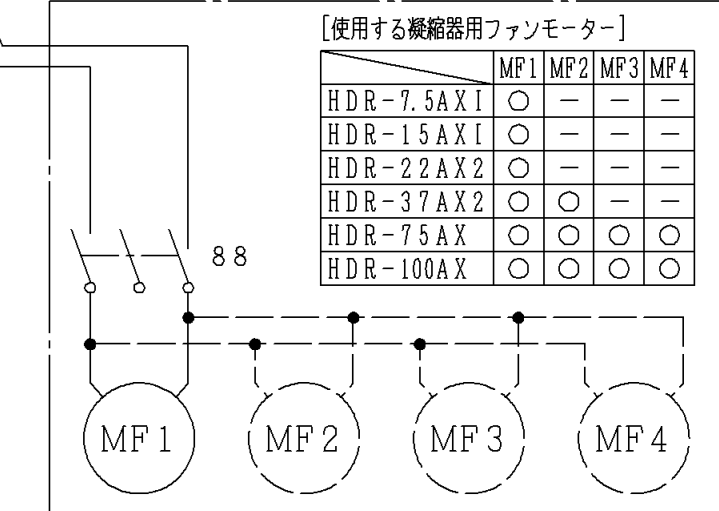 [使用する凝縮器用ファンモーター]
MF1 MF2 MF3 MF4
HDR-7.5AXI ○ － － －
HDR-15AXI ○ － － －
HDR-22AX2 ○ － － －
HDR-37AX2 ○ ○ － －
HDR-75AX ○ ○ ○ ○
HDR-100AX ○ ○ ○ ○
88
MF1 MF2 MF3 MF4